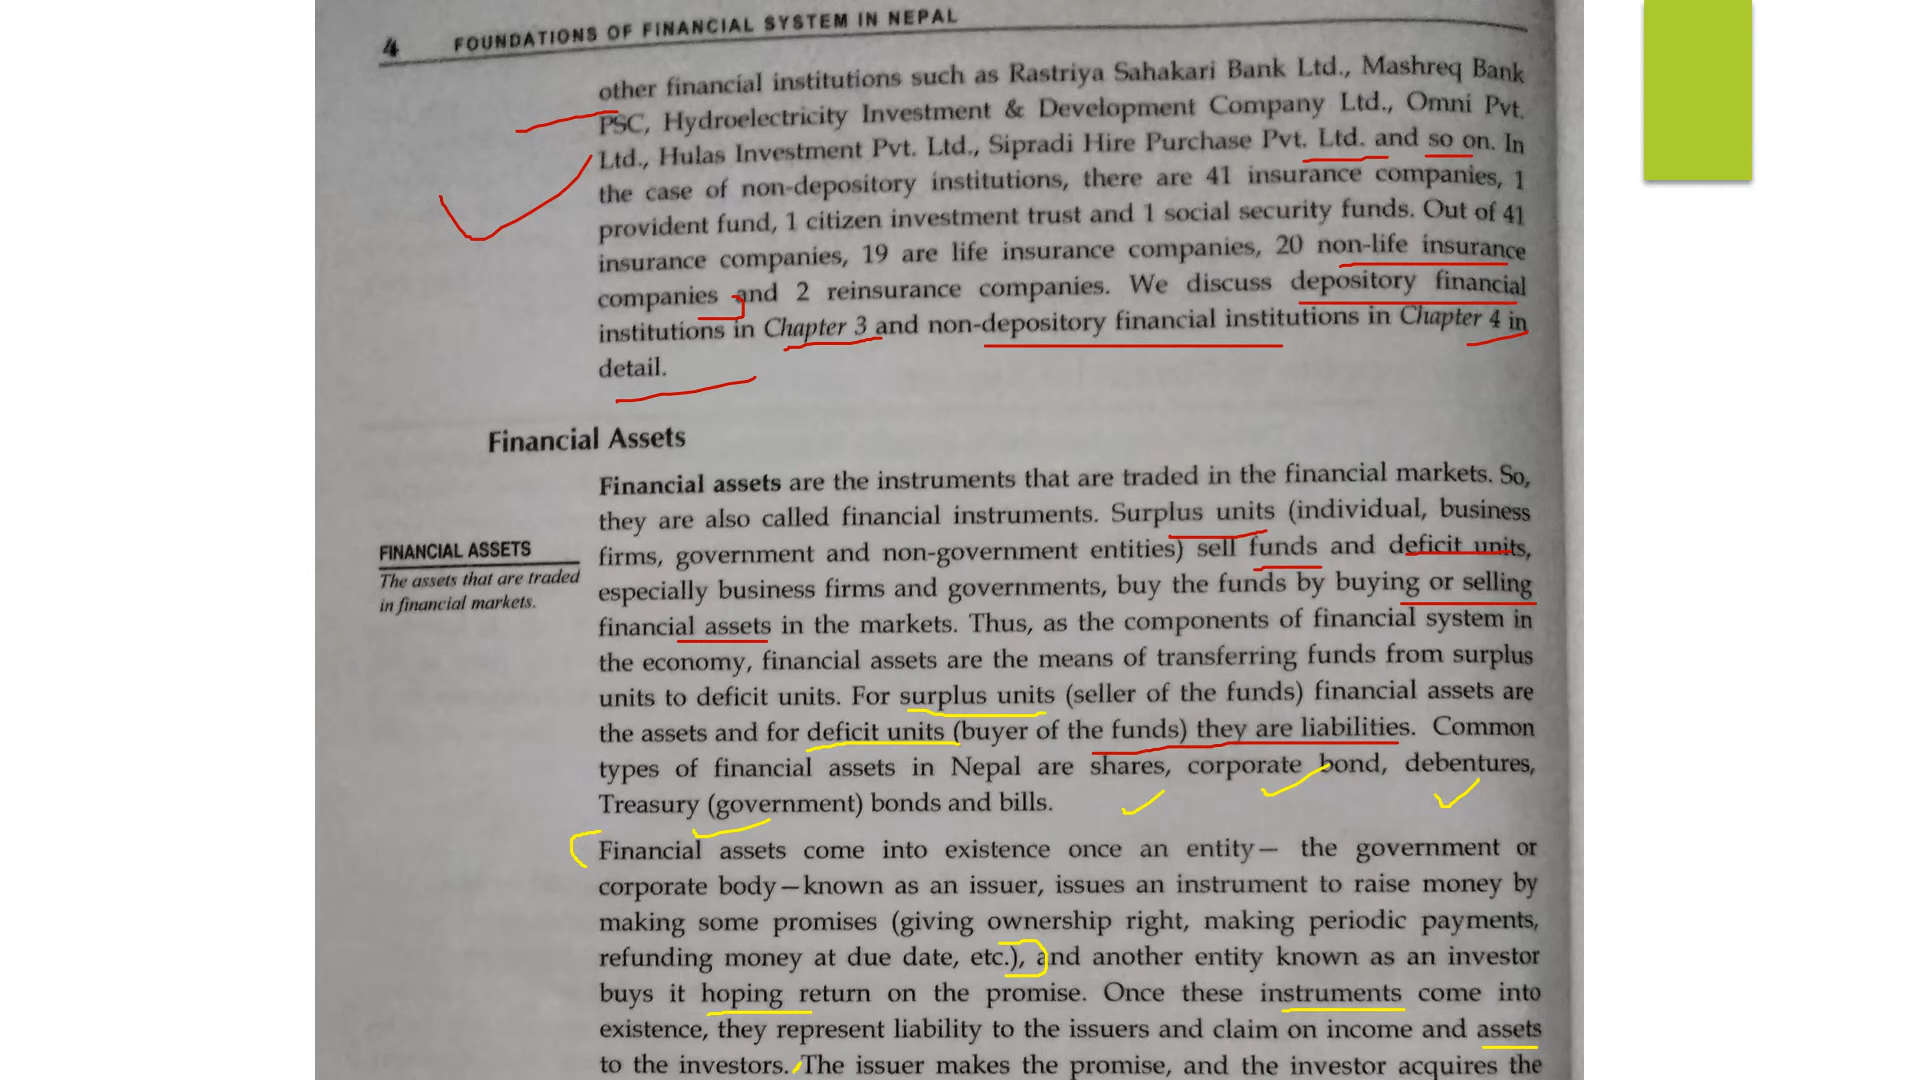 4 FOUNDATIONS OF FINANCIAL SYSTEM IN NEPAL
other financial institutions such as Rastriya Sahakari Bank Ltd., Mashreq Bank
PSC, Hydroelectricity Investment & Development Company Ltd., Omni Pvt.
Ltd., Hulas Investment Pvt. Ltd., Sipradi Hire Purchase Pvt. Ltd. and so on. In
the case of non-depository institutions, there are 41 insurance companies, 1
provident fund, 1 citizen investment trust and 1 social security funds. Out of 41
insurance companies, 19 are life insurance companies, 20 non-life insurance
companies and 2 reinsurance companies. We discuss depository financial
institutions in Chapter 3 and non-depository financial institutions in Chapter 4 in
detail.
Financial Assets
Financial assets are the instruments that are traded in the financial markets. So,
they are also called financial instruments. Surplus units (individual, business
firms, government and non-government entities) sell funds and deficit units,
especially business firms and governments, buy the funds by buying or selling
financial assets in the markets. Thus, as the components of financial system in
the economy, financial assets are the means of transferring funds from surplus
units to deficit units. For surplus units (seller of the funds) financial assets are
the assets and for deficit units (buyer of the funds) they are liabilities. Common
types of financial assets in Nepal are shares, corporate bond, debentures,
Treasury (government) bonds and bills.
FINANCIAL ASSETS
The assets that are traded
in financial markets.
Financial assets come into existence once an entity— the government or
corporate body—known as an issuer, issues an instrument to raise money by
making some promises (giving ownership right, making periodic payments,
refunding money at due date, etc.), and another entity known as an investor
buys it hoping return on the promise. Once these instruments come into
existence, they represent liability to the issuers and claim on income and assets
to the investors. The issuer makes the promise, and the investor acquires the